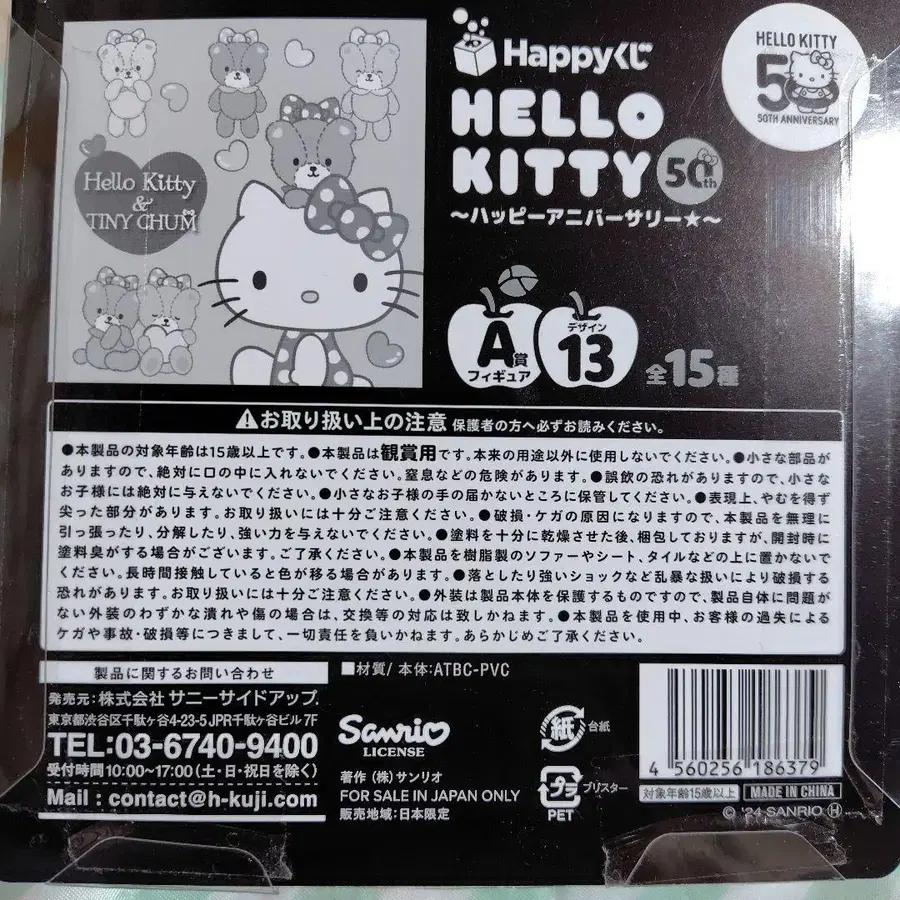 Hello Kitty
&
TINY CHUM
Happyくじ
HELLO
KITTY 50th
～ハッピーアニバーサリー★～
HELLO KITTY
50
50TH ANNIVERSARY
A賞
フィギュア
デザイン
13
全15種
⚠お取り扱い上の注意 保護者の方へ必ずお読みください。
●本製品の対象年齢は15歳以上です。●本製品は観賞用です。本来の用途以外に使用しないでください。●小さな部品が
ありますので、絶対に口の中に入れないでください。窒息などの危険があります。●誤飲の恐れがありますので、小さな
お子様には絶対に与えないでください。●小さなお子様の手の届かないところに保管してください。●表現上、やむを得ず
尖った部分があります。お取り扱いには十分ご注意ください。●破損・ケガの原因になりますので、本製品を無理に
引っ張ったり、分解したり、強い力を与えないでください。●塗料を十分に乾燥させた後、梱包しておりますが、開封時に
塗料臭がする場合がございます。ご了承ください。●本製品を樹脂製のソファーやシート、タイルなどの上に置かないで
ください。長時間接触していると色が移る場合があります。●落としたり強いショックなど乱暴な扱いにより破損する
恐れがあります。お取り扱いには十分ご注意ください。●外装は製品本体を保護するものですので、製品自体に問題が
ない外装のわずかな潰れや傷の場合は、交換等の対応は致しかねます。●本製品を使用中、お客様の過失による
ケガや事故・破損等につきまして、一切責任を負いかねます。あらかじめご了承ください。
製品に関するお問い合わせ
発売元:株式会社 サニーサイドアップ
東京都渋谷区千駄ヶ谷4-23-5 JPR千駄ヶ谷ビル 7F
TEL:03-6740-9400
受付時間 10:00～17:00(土・日・祝日を除く)
Mail : contact@h-kuji.com
■材質/ 本体:ATBC-PVC
Sanrio
LICENSE
著作 (株)サンリオ
FOR SALE IN JAPAN ONLY
販売地域:日本限定
紙 台紙
プラ ブリスター
PET
4 560256 186379
対象年齢15歳以上 MADE IN CHINA
© '24 SANRIO Ⓗ